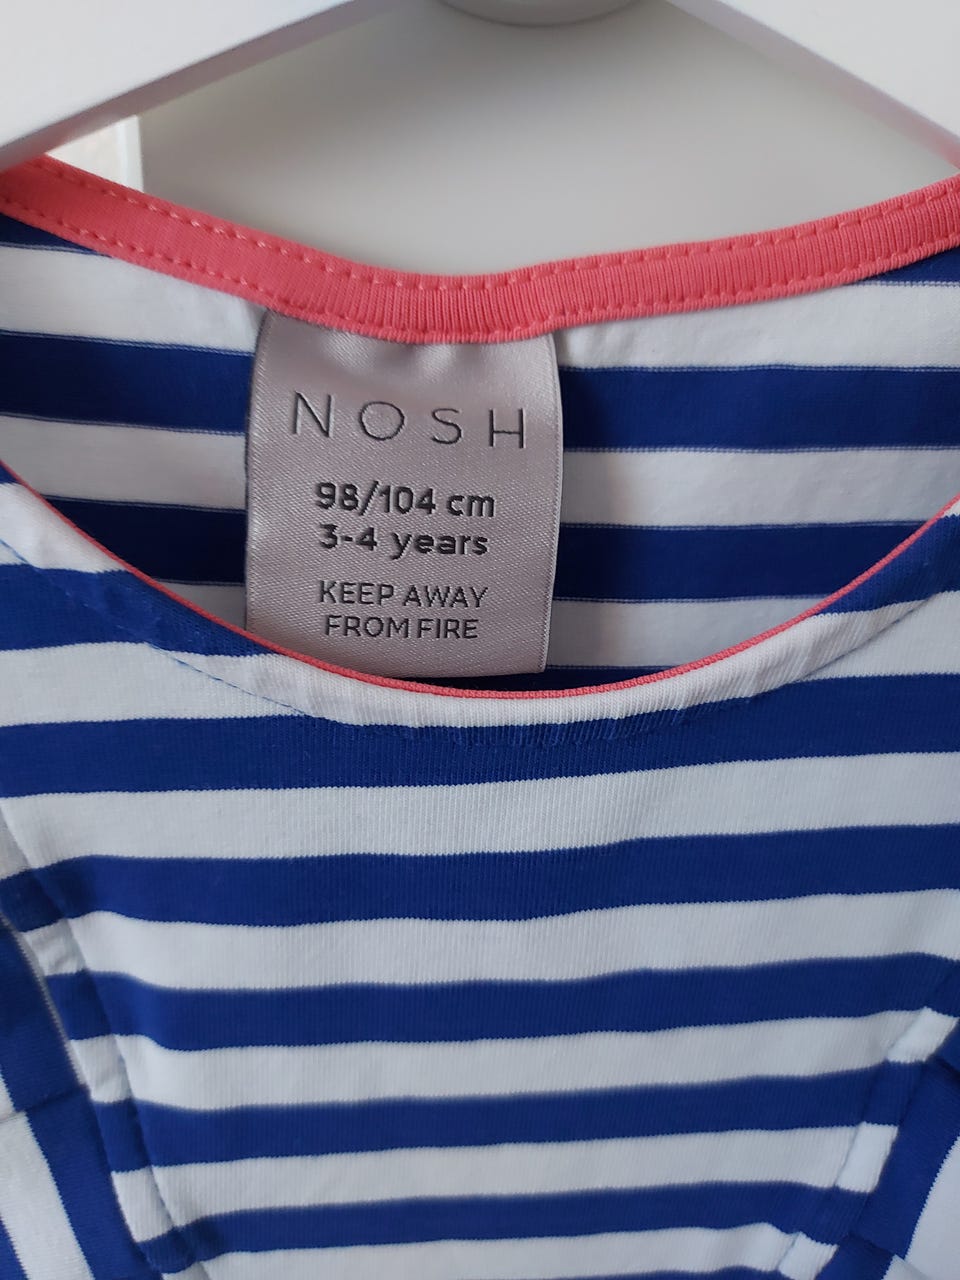 NOSH
98/104 cm
3-4 years
KEEP AWAY
FROM FIRE